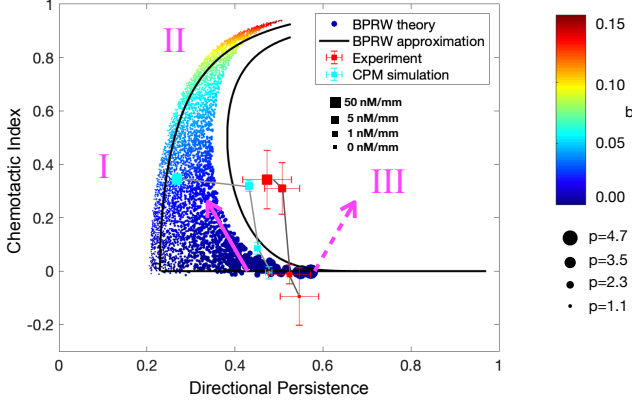 II
I
III
BPRW theory
BPRW approximation
Experiment
CPM simulation
50 nM/mm
5 nM/mm
1 nM/mm
0 nM/mm
Chemotactic Index
1
0.8
0.6
0.4
0.2
0
-0.2
0
0.2
0.4
0.6
0.8
1
Directional Persistence
0.15
0.10
b
0.05
0.00
p=4.7
p=3.5
p=2.3
p=1.1